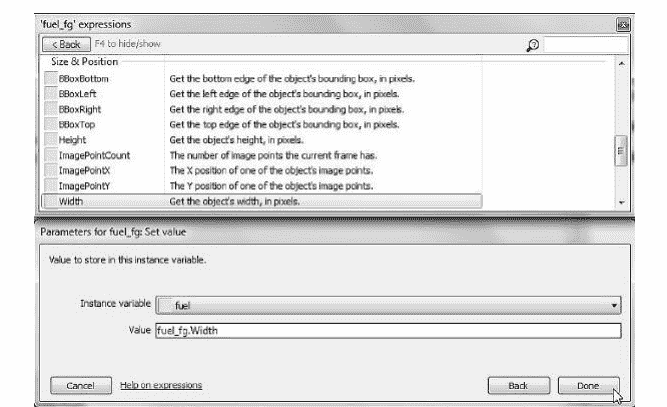 'fuel_fg' expressions
< Back F4 to hide/show
Size & Position
BBoxBottom Get the bottom edge of the object's bounding box, in pixels.
BBoxLeft Get the left edge of the object's bounding box, in pixels.
BBoxRight Get the right edge of the object's bounding box, in pixels.
BBoxTop Get the top edge of the object's bounding box, in pixels.
Height Get the object's height, in pixels.
ImagePointCount The number of image points the current frame has.
ImagePointX The X position of one of the object's image points.
ImagePointY The Y position of one of the object's image points.
Width Get the object's width, in pixels.
Parameters for fuel_fg: Set value
Value to store in this instance variable.
Instance variable fuel
Value fuel_fg.Width
Cancel Help on expressions Back Done